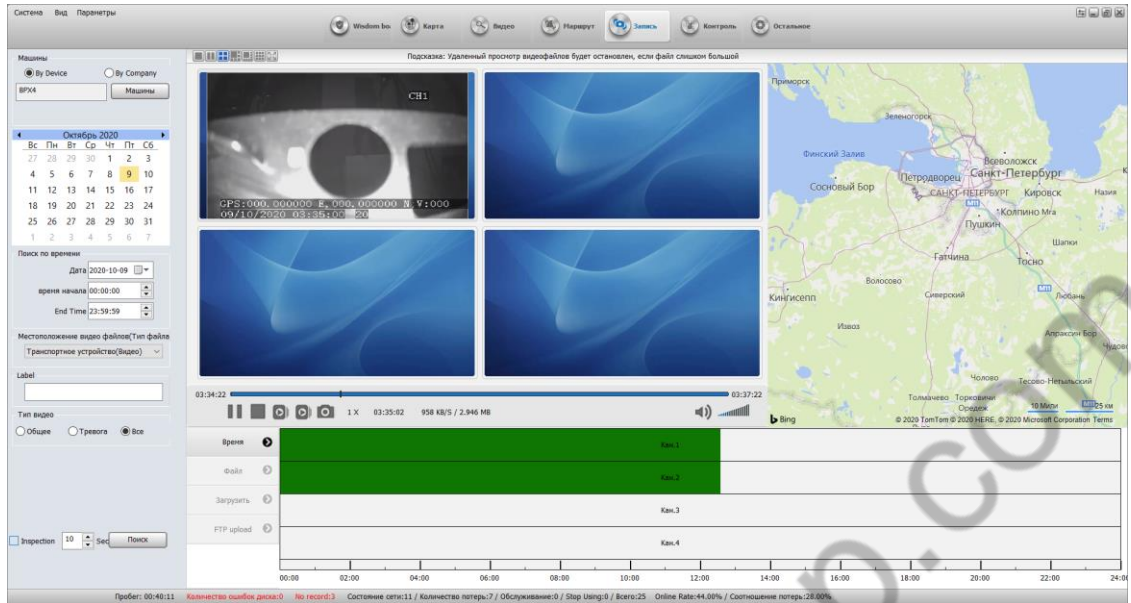 Система Вид Параметры
Wisdom bo Карта Видео Маршрут Запись Контроль Остальное
Машины
By Device By Company
BPX4 Машины
Октябрь 2020
Вс Пн Вт Ср Чт Пт Сб
27 28 29 30 1 2 3
4 5 6 7 8 9 10
11 12 13 14 15 16 17
18 19 20 21 22 23 24
25 26 27 28 29 30 31
1 2 3 4 5 6 7
Поиск по времени
Дата 2020-10-09
время начала 00:00:00
End Time 23:59:59
Местоположение видео файлов(Тип файла
Транспортное устройство(Видео)
Label
Тип видео
Общее Тревога Все
Inspection 10 Sec Поиск
Подсказка: Удаленный просмотр видеофайлов будет остановлен, если файл слишком большой
CH1
GPS:000.000000 E,000.000000 N V:000
09/10/2020 03:35:00 20
03:34:22 03:37:22
1 X 03:35:02 958 KB/S / 2.946 MB
Приморск
Зеленогорск
Финский Залив
Всеволожск
Санкт-Петербург
Петродворец
Сосновый Бор
САНКТ-ПЕТЕРБУРГ
Кировск
Назия
М11
Колпино Мга
Пушкин
Шапки
Гатчина
Тосно
Волосово
М11
Кингисепп
Сиверский
Любань
Извоз
Апраксин Бор
Чудово
Чолово
Тесово-Нетыльский
Толмачево Торковичи
Оредеж
10 Мили 25 км
Bing
© 2020 TomTom © 2020 HERE, © 2020 Microsoft Corporation Terms
Время
Файл
Загрузить
FTP upload
Кан.1
Кан.2
Кан.3
Кан.4
00:00 02:00 04:00 06:00 08:00 10:00 12:00 14:00 16:00 18:00 20:00 22:00 24:0
Пробег: 00:40:11 Количество ошибок диска:0 No record:3 Состояние сети:11 / Количество потерь:7 / Обслуживание:0 / Stop Using:0 / Всего:25 Online Rate:44.00% / Соотношение потерь:28.00%
p.com